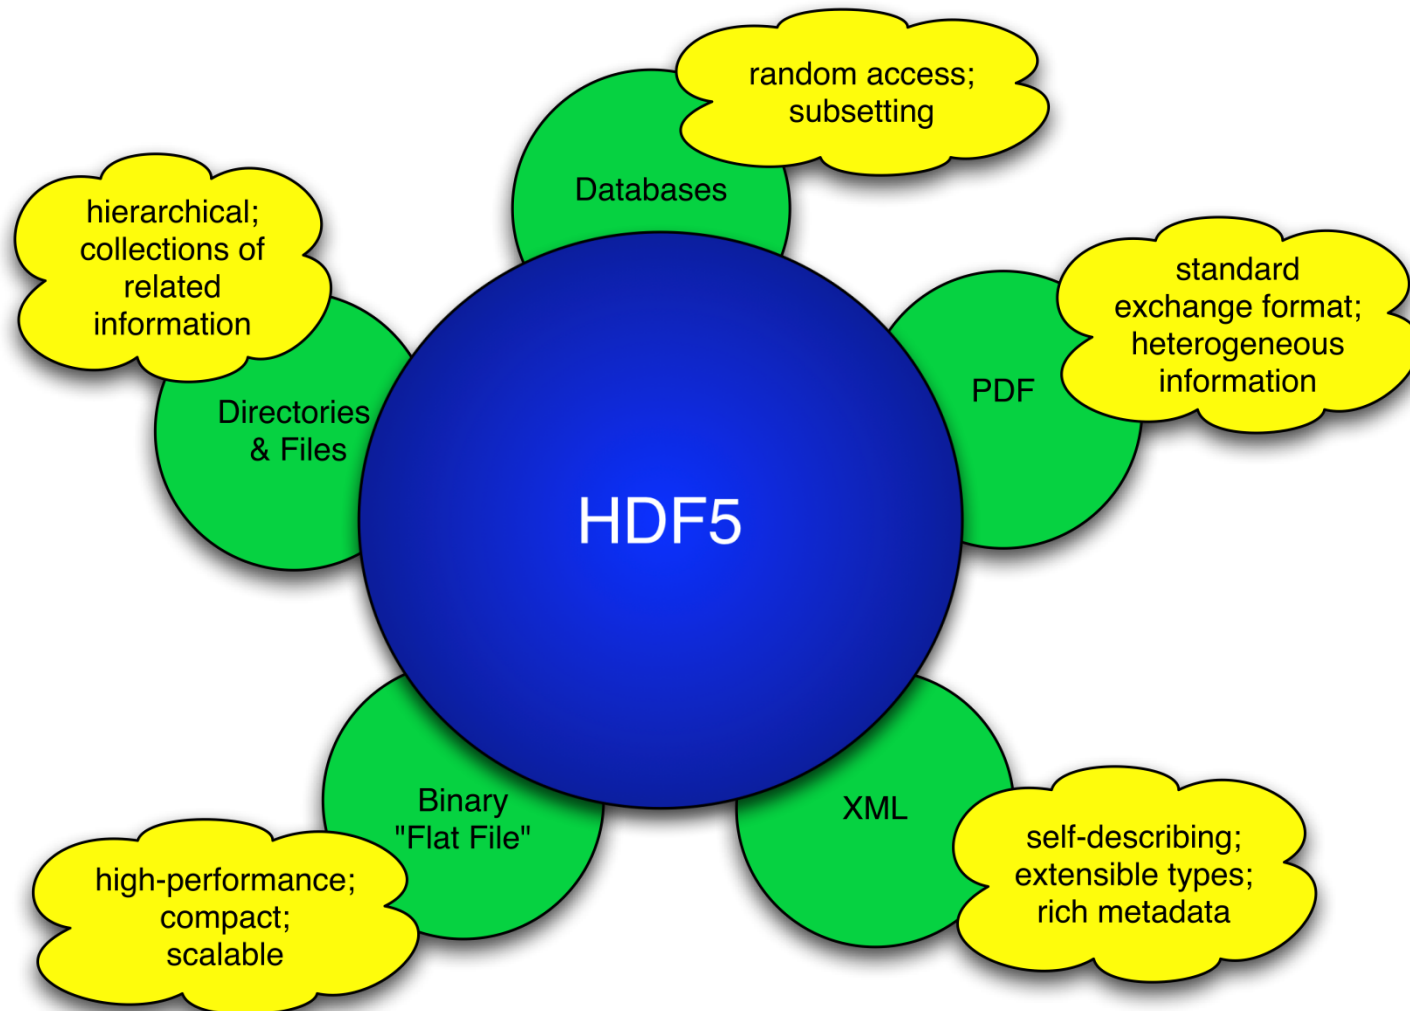 random access;
subsetting
Databases
hierarchical;
collections of
related
information
Directories
& Files
standard
exchange format;
heterogeneous
information
PDF
HDF5
Binary
"Flat File"
high-performance;
compact;
scalable
XML
self-describing;
extensible types;
rich metadata